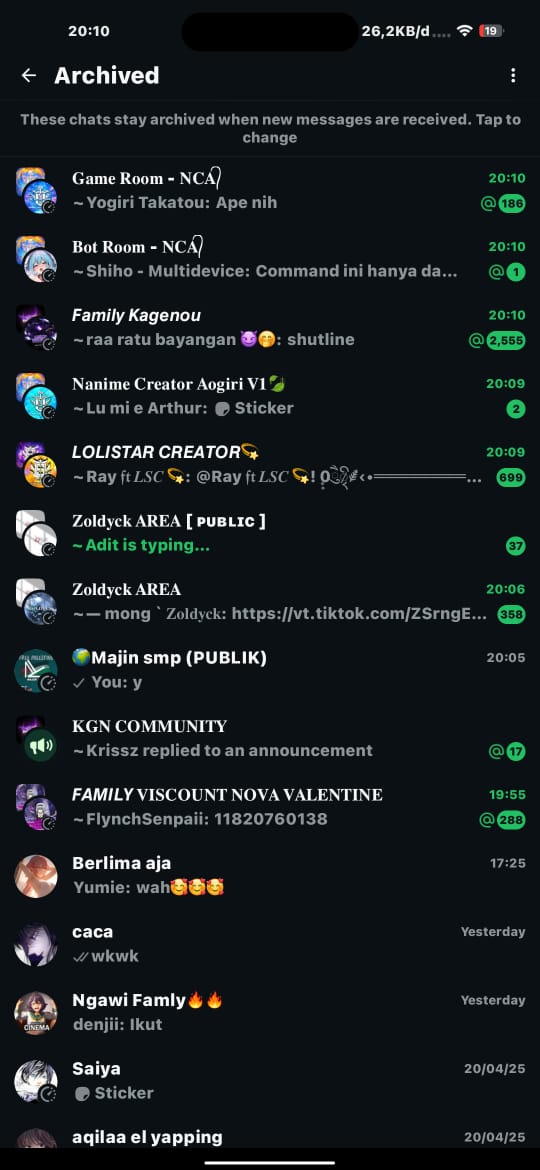 20:10 26,2KB/d.... 19
Archived
These chats stay archived when new messages are received. Tap to
change
Game Room - NCA 20:10
~Yogiri Takatou: Ape nih @ 186
Bot Room - NCA 20:10
~Shiho - Multidevice: Command ini hanya da... @ 1
Family Kagenou 20:10
~raa ratu bayangan 😈🤭: shutline @ 2,555
Nanime Creator Aogiri V1🍃 20:09
~Lu mi e Arthur: Sticker 2
LOLISTAR CREATOR💫 20:09
~Ray 𝔣𝔱 𝐿𝑆𝐶 💫: @Ray 𝔣𝔱 𝐿𝑆𝐶 💫! ‹•══════════... 699
Zoldyck AREA [ ᴘᴜʙʟɪᴄ ]
~Adit is typing... 37
Zoldyck AREA 20:06
~— mong ` Zoldyck: https://vt.tiktok.com/ZSrngE... 358
🌍Majin smp (PUBLIK) 20:05
✓ You: y
KGN COMMUNITY
~Krissz replied to an announcement @ 17
FAMILY VISCOUNT NOVA VALENTINE 19:55
~FlynchSenpaii: 11820760138 @ 288
Berlima aja 17:25
Yumie: wah🥰🥰🥰
caca Yesterday
✓✓wkwk
Ngawi Famly🔥🔥 Yesterday
denjii: Ikut
CINEMA
Saiya 20/04/25
Sticker
aqilaa el yapping 20/04/25